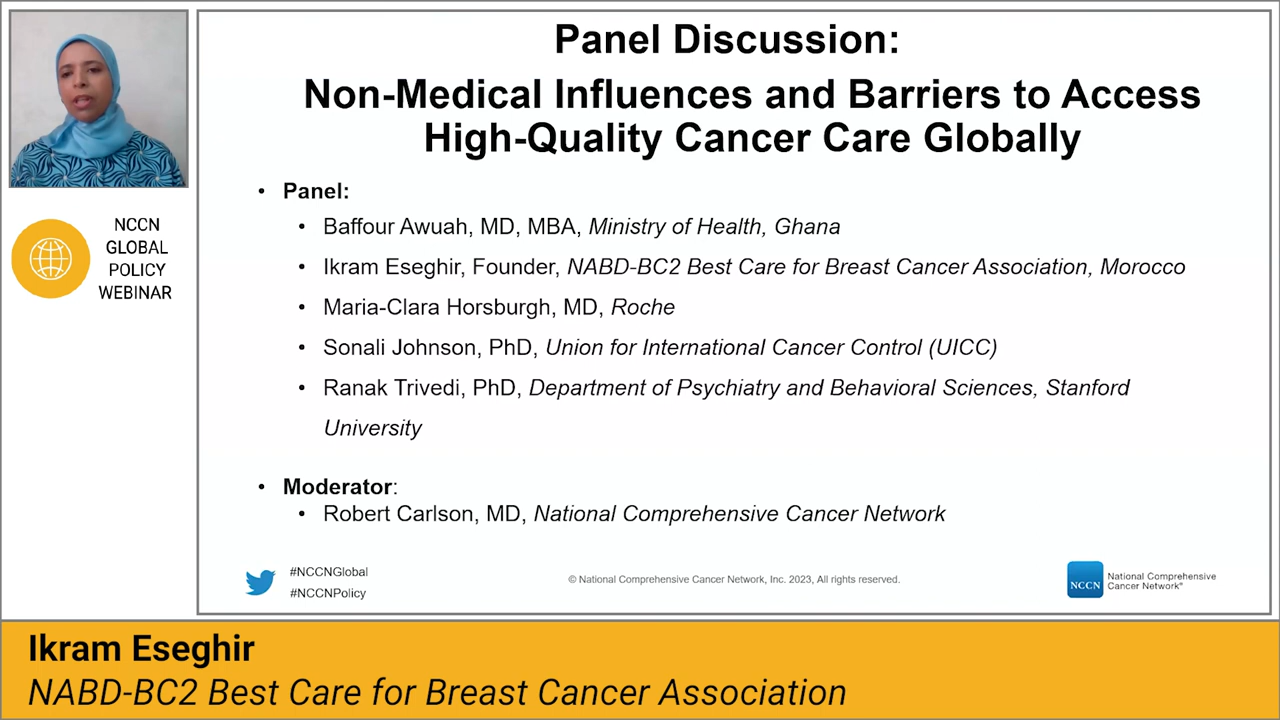 Panel Discussion:
Non-Medical Influences and Barriers to Access
High-Quality Cancer Care Globally
NCCN
GLOBAL
POLICY
WEBINAR
• Panel:
• Baffour Awuah, MD, MBA, Ministry of Health, Ghana
• Ikram Eseghir, Founder, NABD-BC2 Best Care for Breast Cancer Association, Morocco
• Maria-Clara Horsburgh, MD, Roche
• Sonali Johnson, PhD, Union for International Cancer Control (UICC)
• Ranak Trivedi, PhD, Department of Psychiatry and Behavioral Sciences, Stanford
University
• Moderator:
• Robert Carlson, MD, National Comprehensive Cancer Network
#NCCNGlobal
#NCCNPolicy
© National Comprehensive Cancer Network, Inc. 2023, All rights reserved.
NCCN
National Comprehensive
Cancer Network®
Ikram Eseghir
NABD-BC2 Best Care for Breast Cancer Association